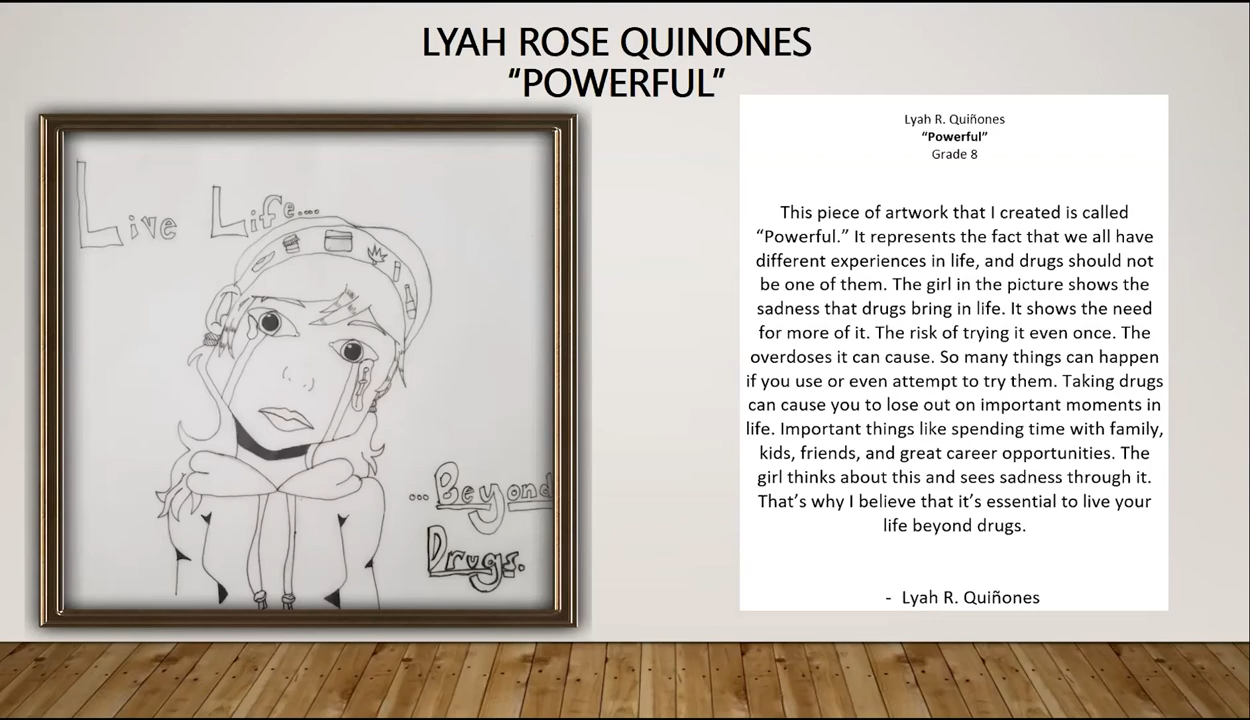 LYAH ROSE QUINONES
“POWERFUL”
Live Life...
...Beyond
Drugs.
Lyah R. Quiñones
“Powerful”
Grade 8
This piece of artwork that I created is called
“Powerful.” It represents the fact that we all have
different experiences in life, and drugs should not
be one of them. The girl in the picture shows the
sadness that drugs bring in life. It shows the need
for more of it. The risk of trying it even once. The
overdoses it can cause. So many things can happen
if you use or even attempt to try them. Taking drugs
can cause you to lose out on important moments in
life. Important things like spending time with family,
kids, friends, and great career opportunities. The
girl thinks about this and sees sadness through it.
That’s why I believe that it’s essential to live your
life beyond drugs.
- Lyah R. Quiñones